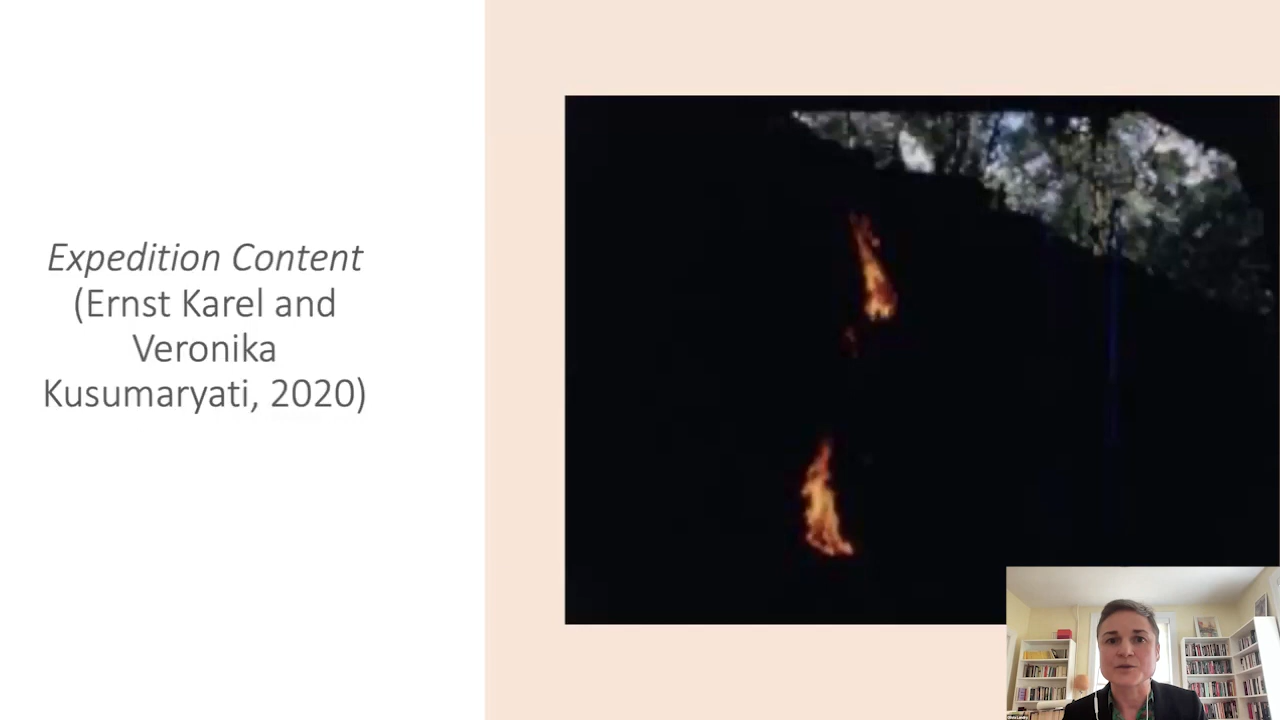 Expedition Content
(Ernst Karel and
Veronika
Kusumaryati, 2020)